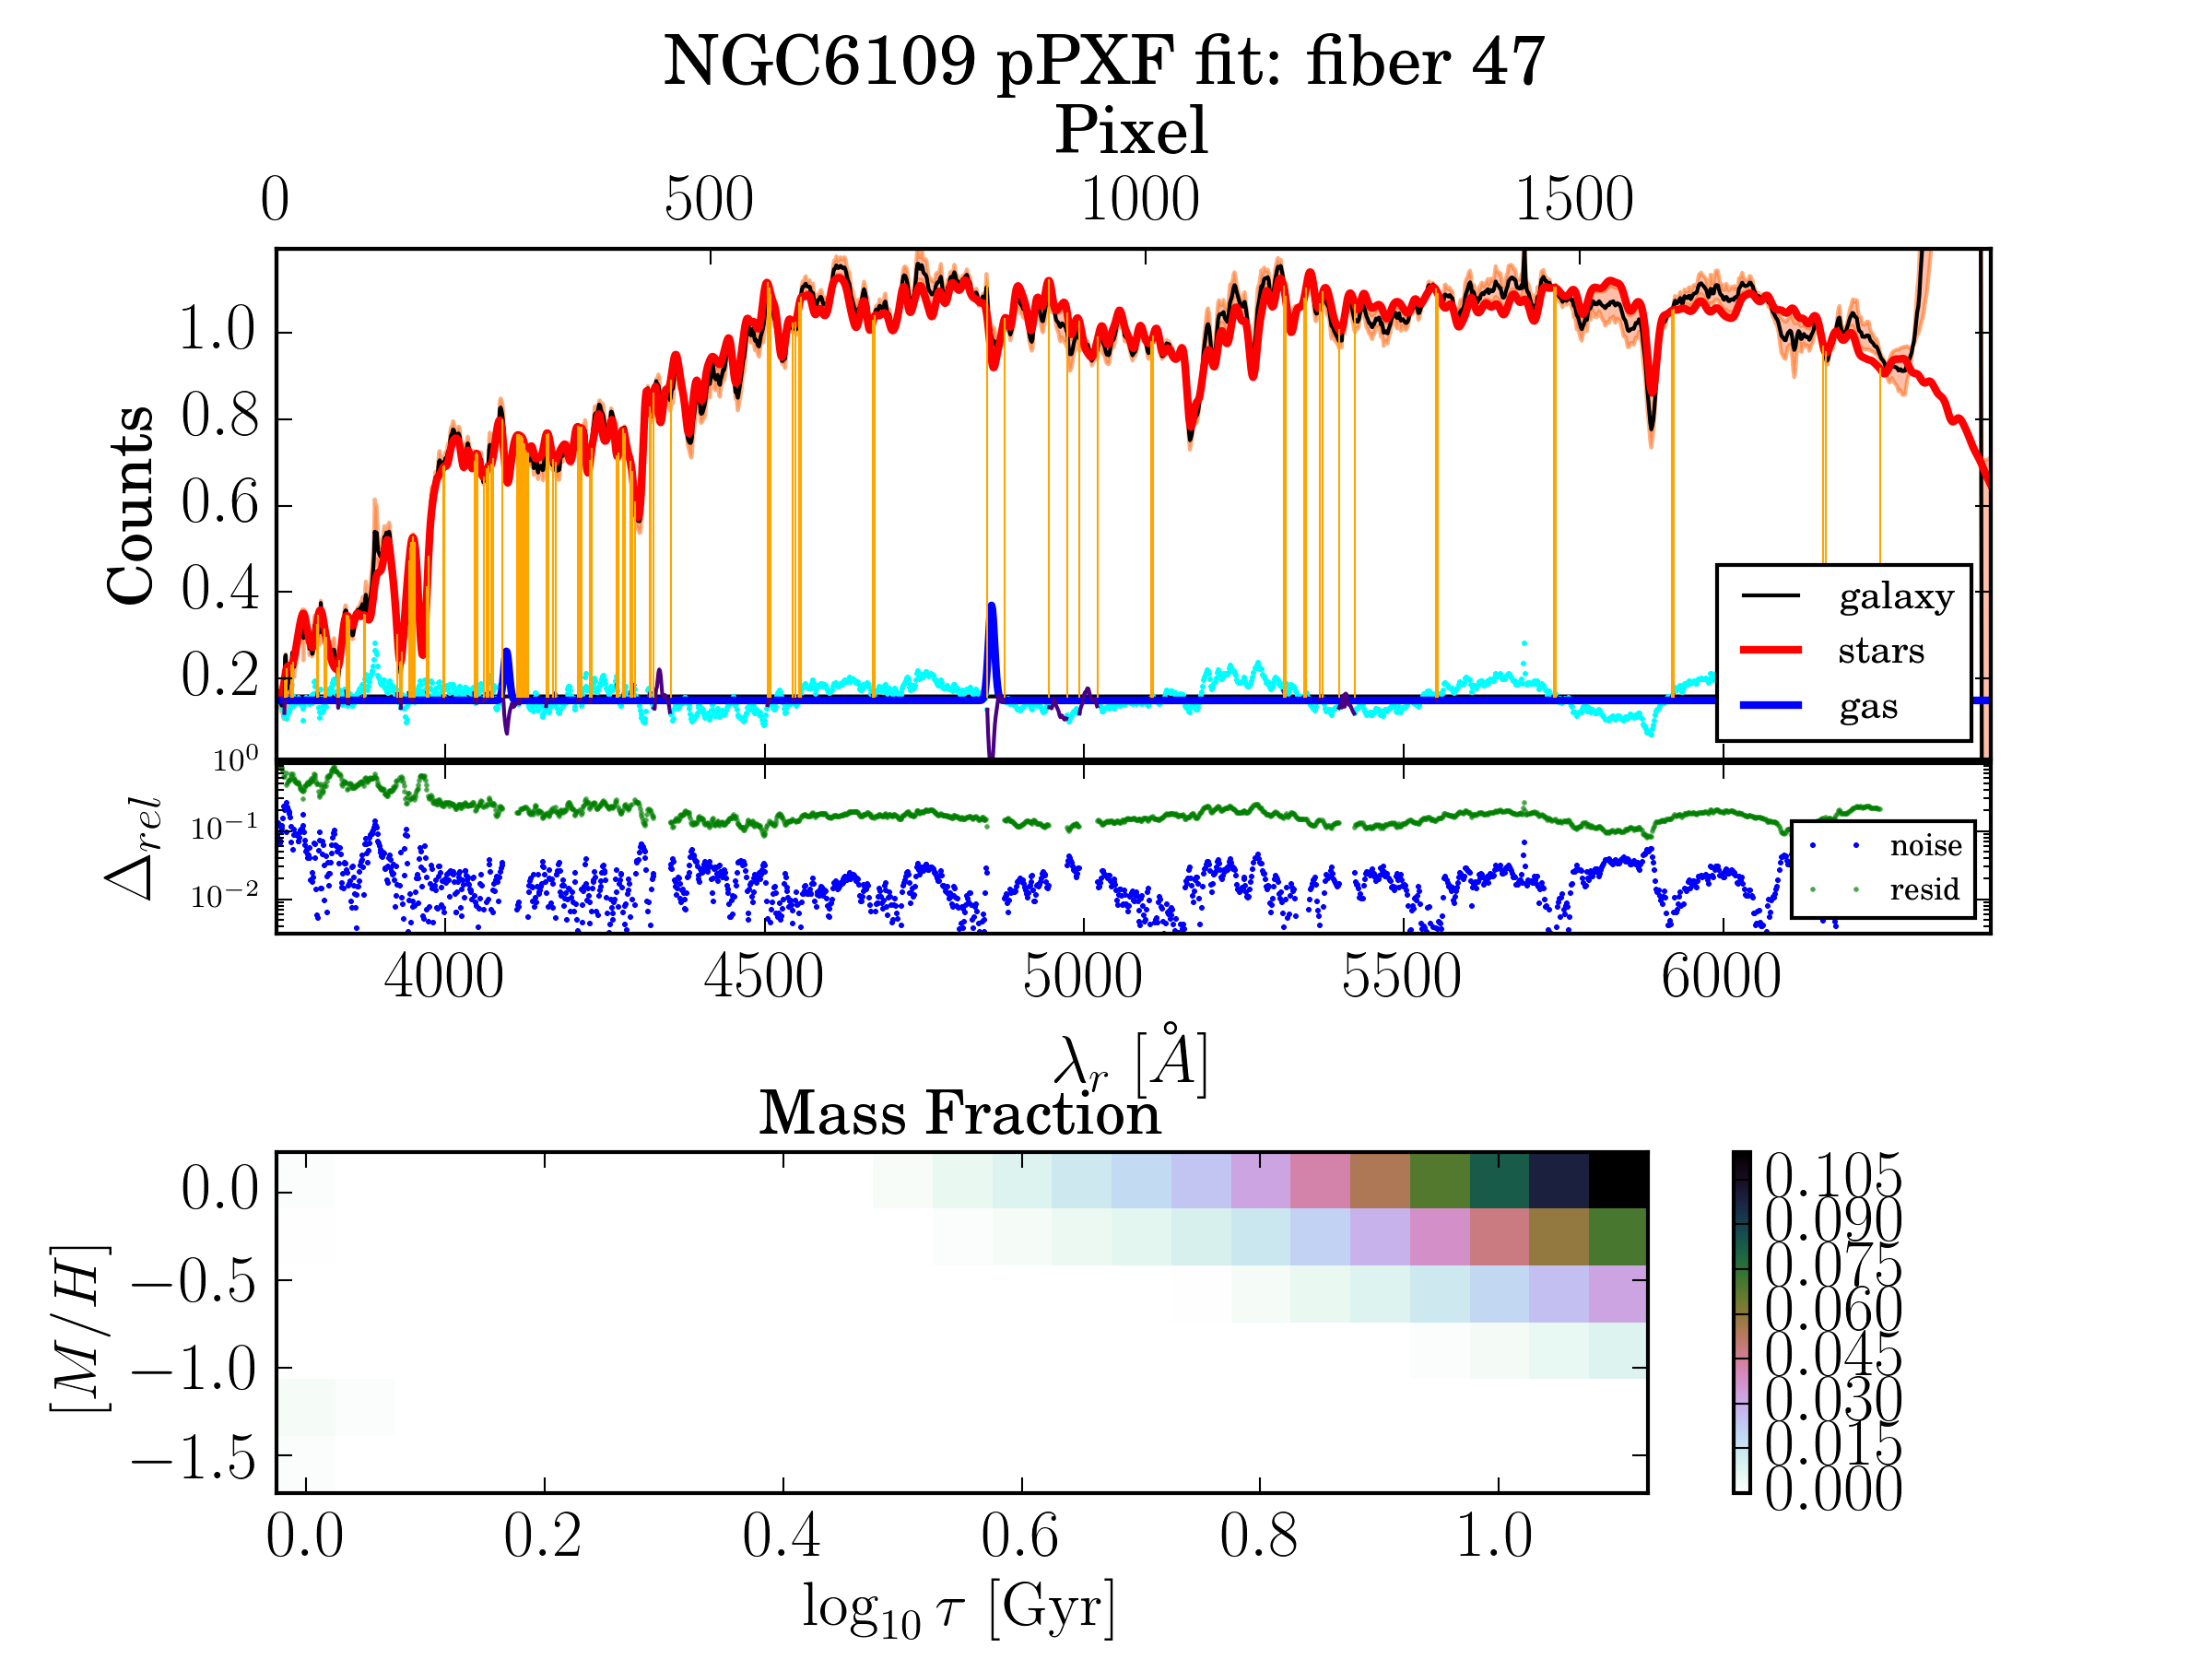 NGC6109 pPXF fit: fiber 47
Pixel
0 500 1000 1500
Counts
1.0
0.8
0.6
0.4
0.2
galaxy
stars
gas
Δrel
10⁰
10⁻¹
10⁻²
noise
resid
4000 4500 5000 5500 6000
λr [Å]
Mass Fraction
[M/H]
0.0
−0.5
−1.0
−1.5
0.105
0.090
0.075
0.060
0.045
0.030
0.015
0.000
0.0 0.2 0.4 0.6 0.8 1.0
log₁₀ τ [Gyr]